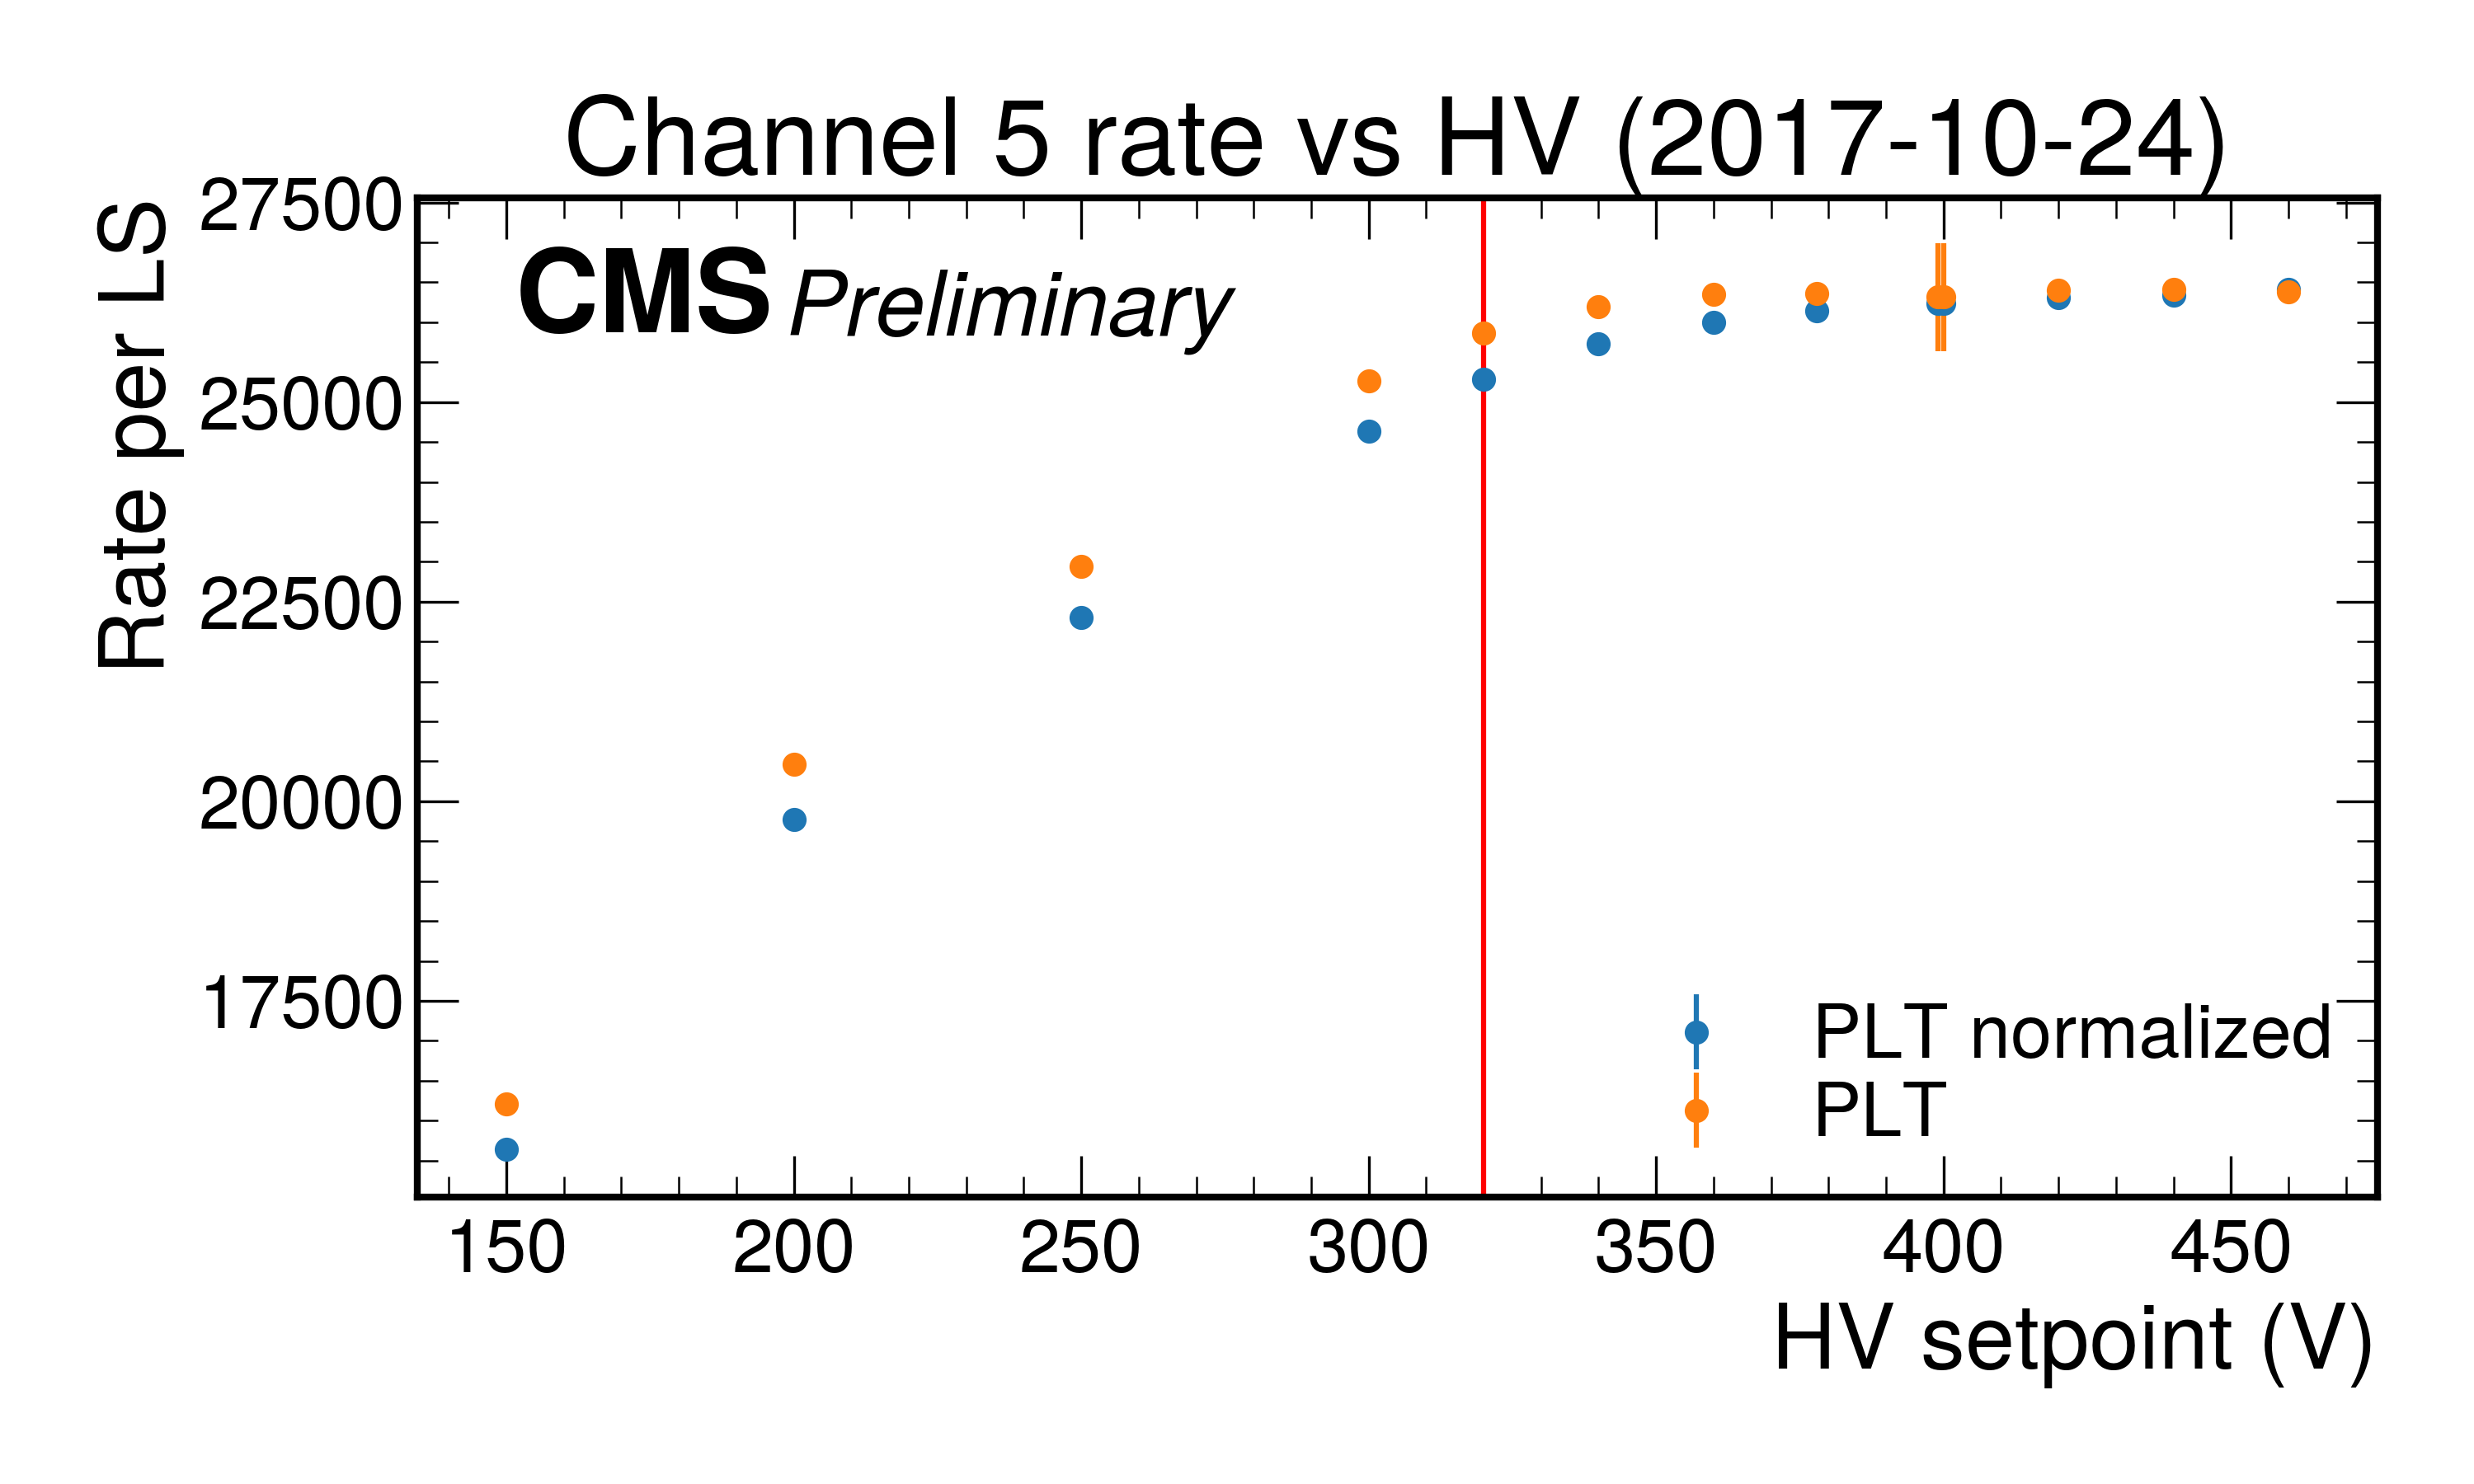 Channel 5 rate vs HV (2017-10-24)
CMS Preliminary
Rate per LS
27500
25000
22500
20000
17500
PLT normalized
PLT
150 200 250 300 350 400 450
HV setpoint (V)